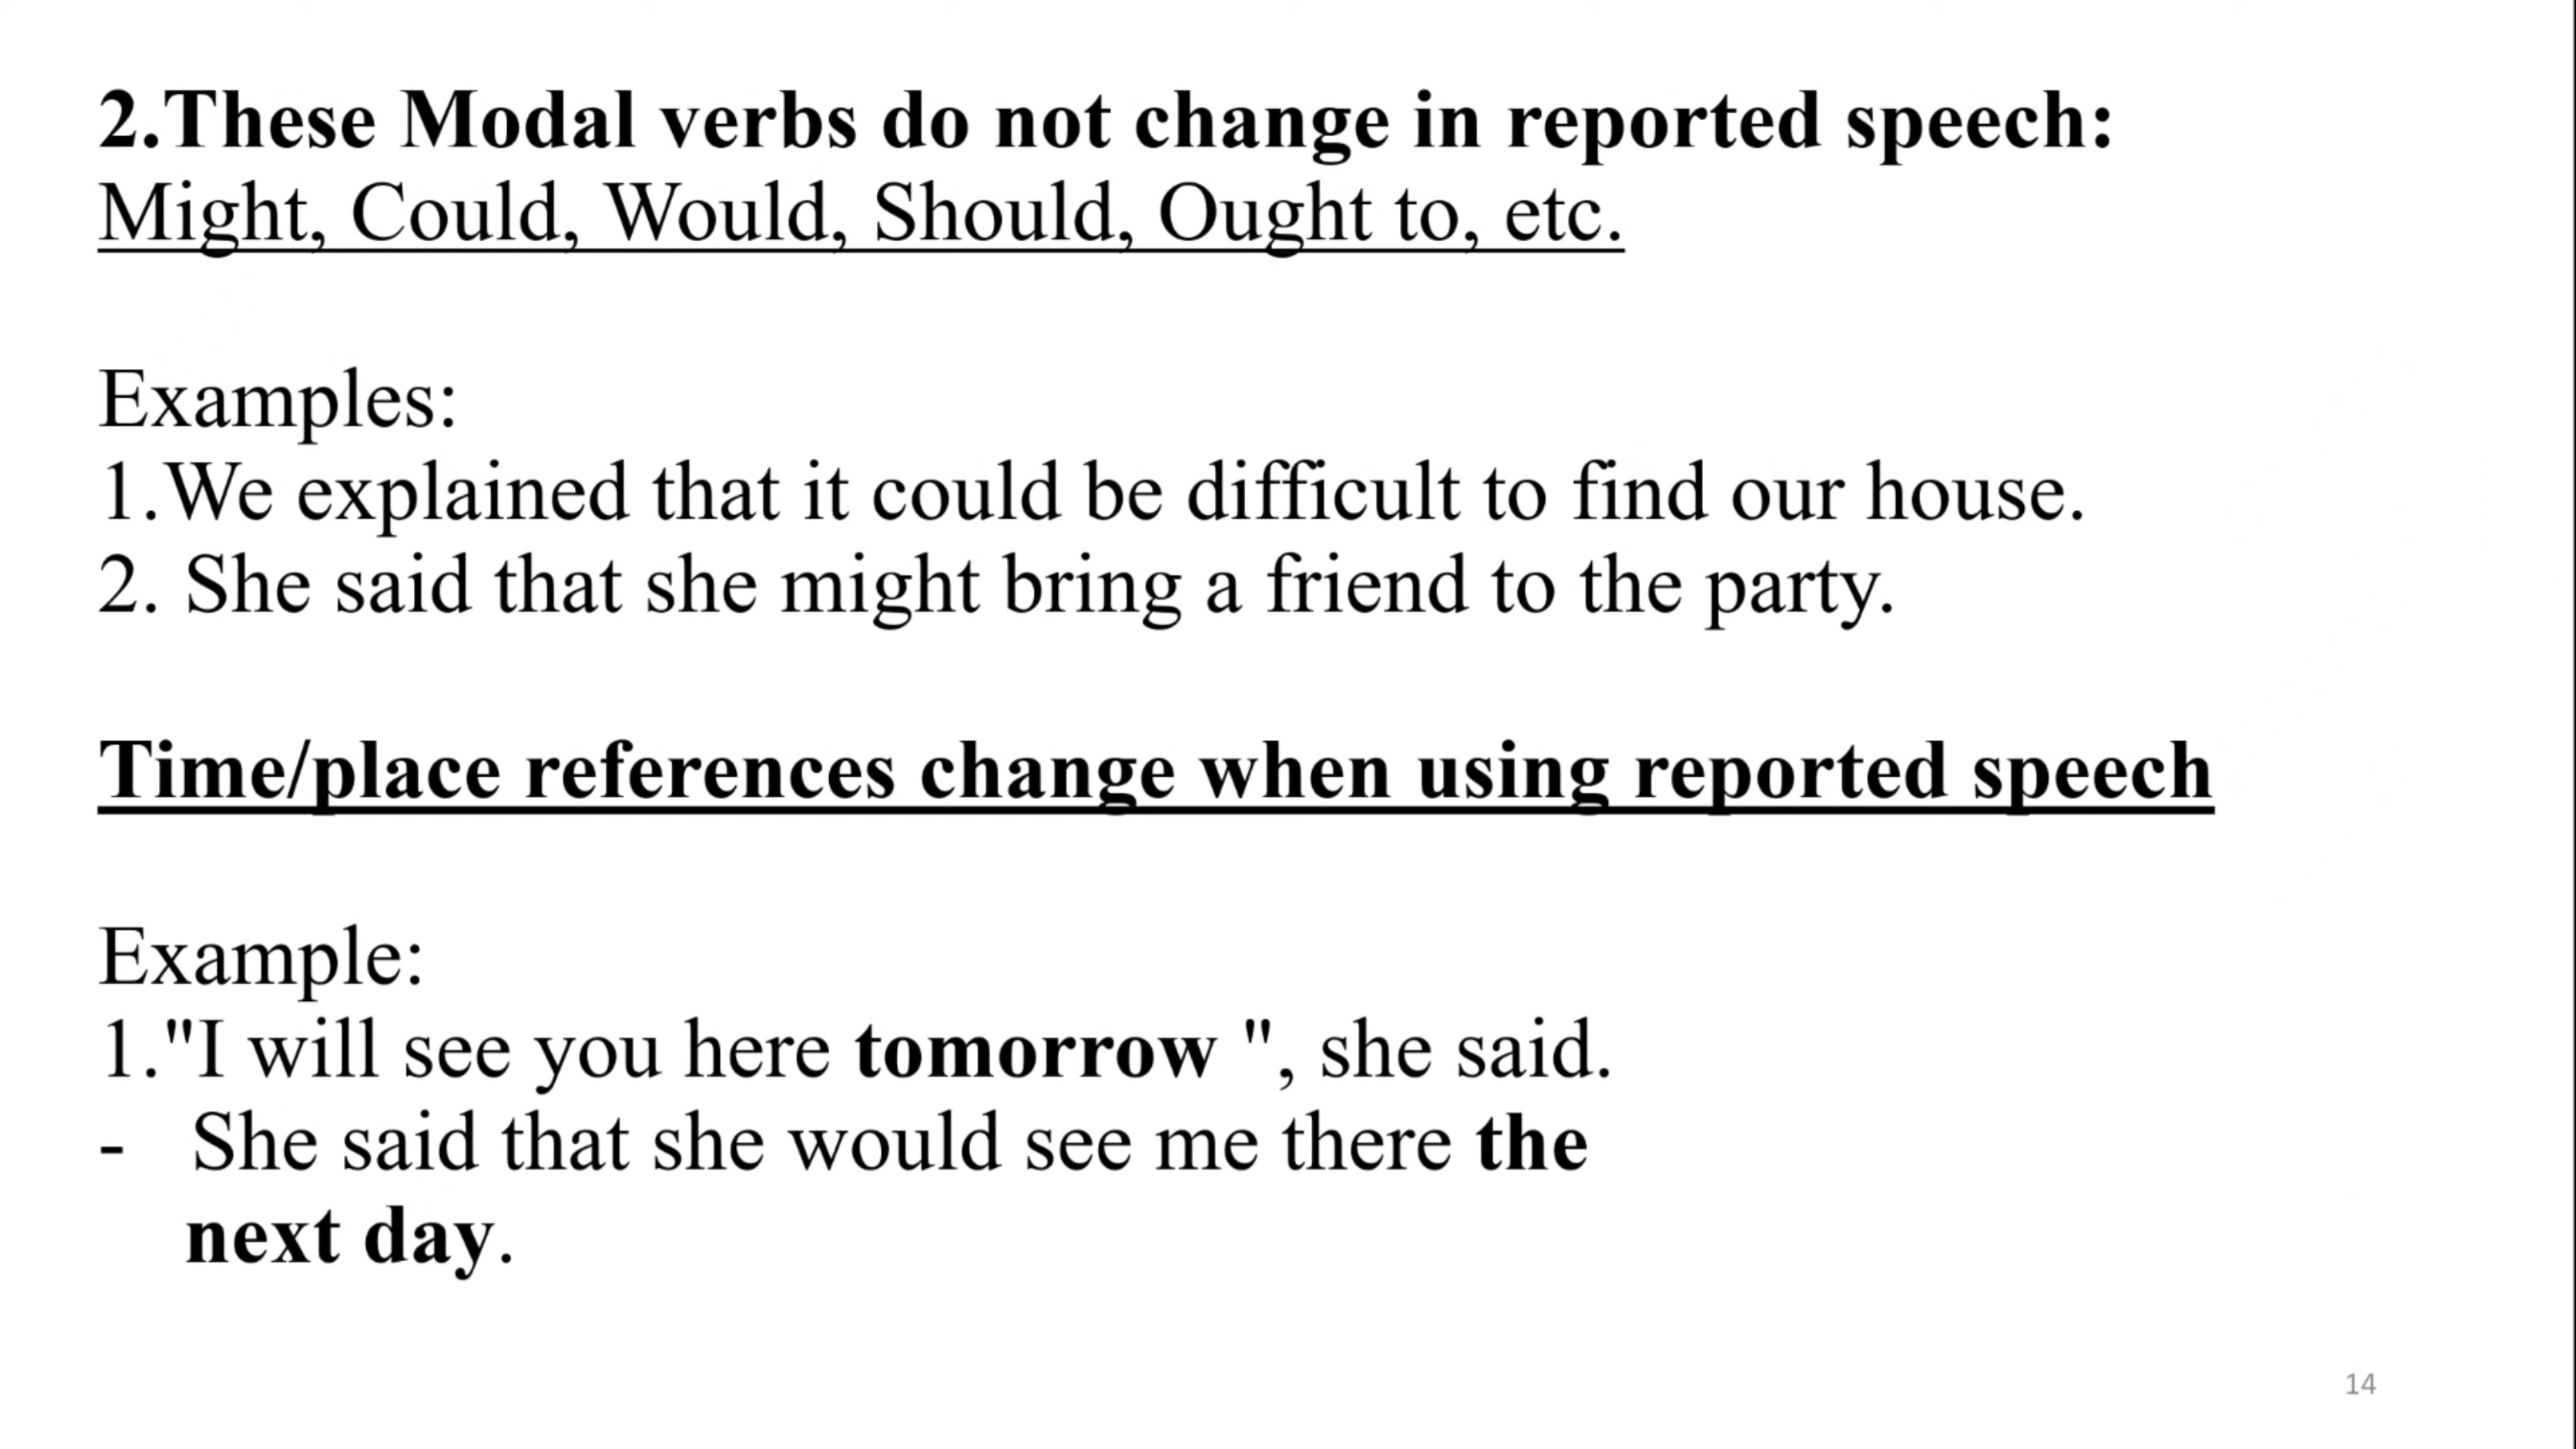 2.These Modal verbs do not change in reported speech:
Might, Could, Would, Should, Ought to, etc.
Examples:
1.We explained that it could be difficult to find our house.
2. She said that she might bring a friend to the party.
Time/place references change when using reported speech
Example:
1."I will see you here tomorrow ", she said.
- She said that she would see me there the
next day.
14